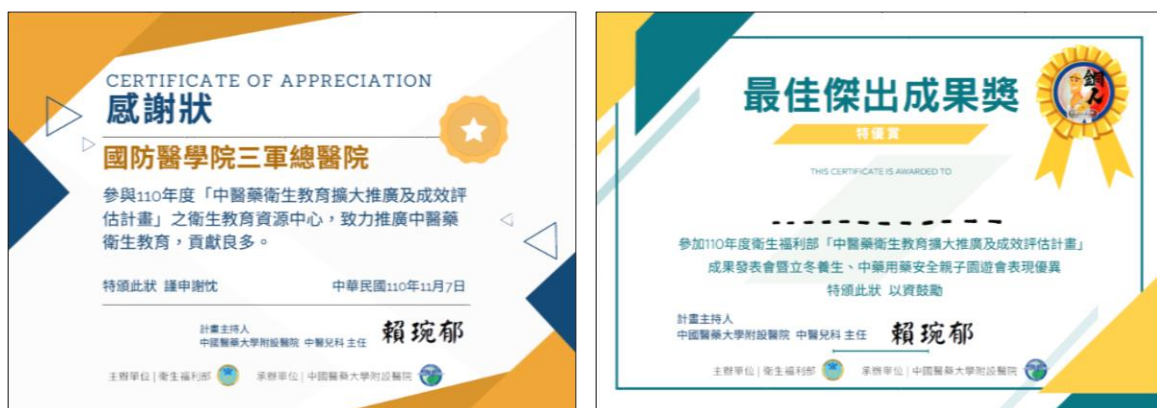 CERTIFICATE OF APPRECIATION
感謝狀
國防醫學院三軍總醫院
參與110年度「中醫藥衛生教育擴大推廣及成效評
估計畫」之衛生教育資源中心，致力推廣中醫藥
衛生教育，貢獻良多。
特頒此狀 謹申謝忱
中華民國110年11月7日
計畫主持人
中國醫藥大學附設醫院 中醫兒科 主任
賴琬郁
主辦單位 | 衛生福利部
承辦單位 | 中國醫藥大學附設醫院
最佳傑出成果獎
銅人
特優賞
THIS CERTIFICATE IS AWARDED TO
參加110年度衛生福利部「中醫藥衛生教育擴大推廣及成效評估計畫」
成果發表會暨立冬養生、中藥用藥安全親子園遊會表現優異
特頒此狀 以資鼓勵
計畫主持人
中國醫藥大學附設醫院 中醫兒科 主任
賴琬郁
主辦單位 | 衛生福利部
承辦單位 | 中國醫藥大學附設醫院